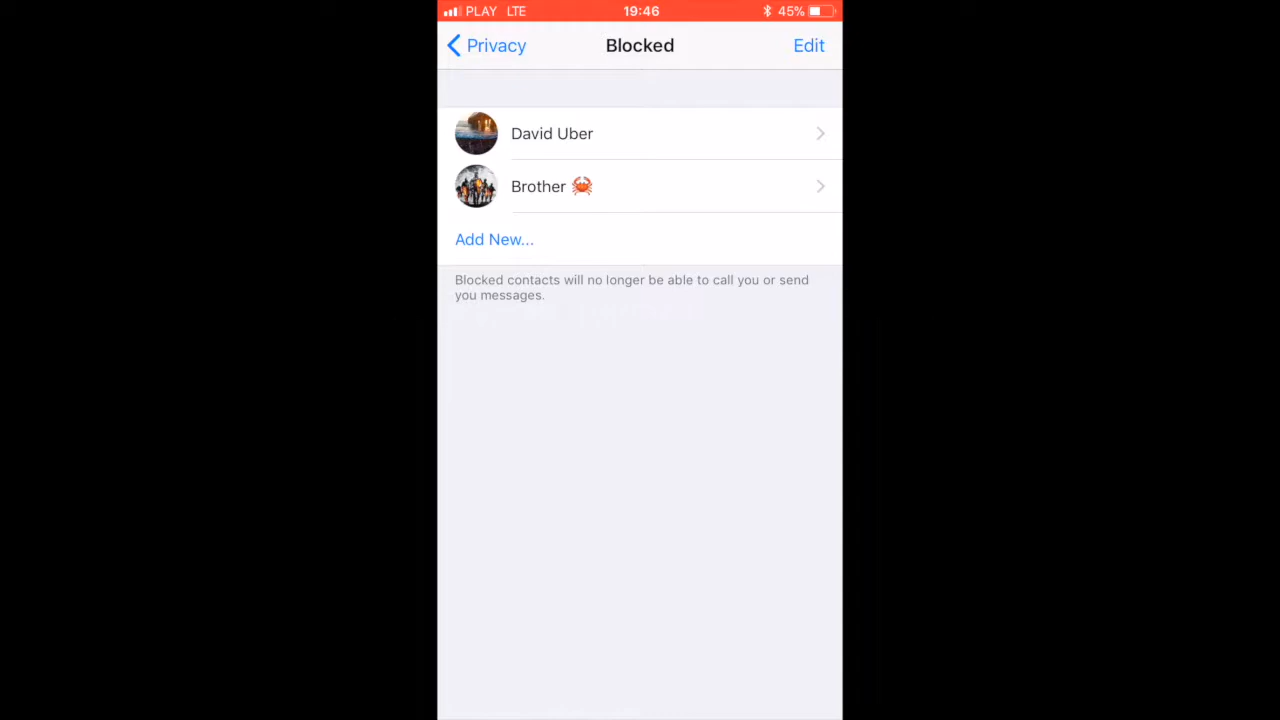 PLAY LTE 19:46 45%
Privacy Blocked Edit
David Uber
Brother 🦀
Add New...
Blocked contacts will no longer be able to call you or send
you messages.